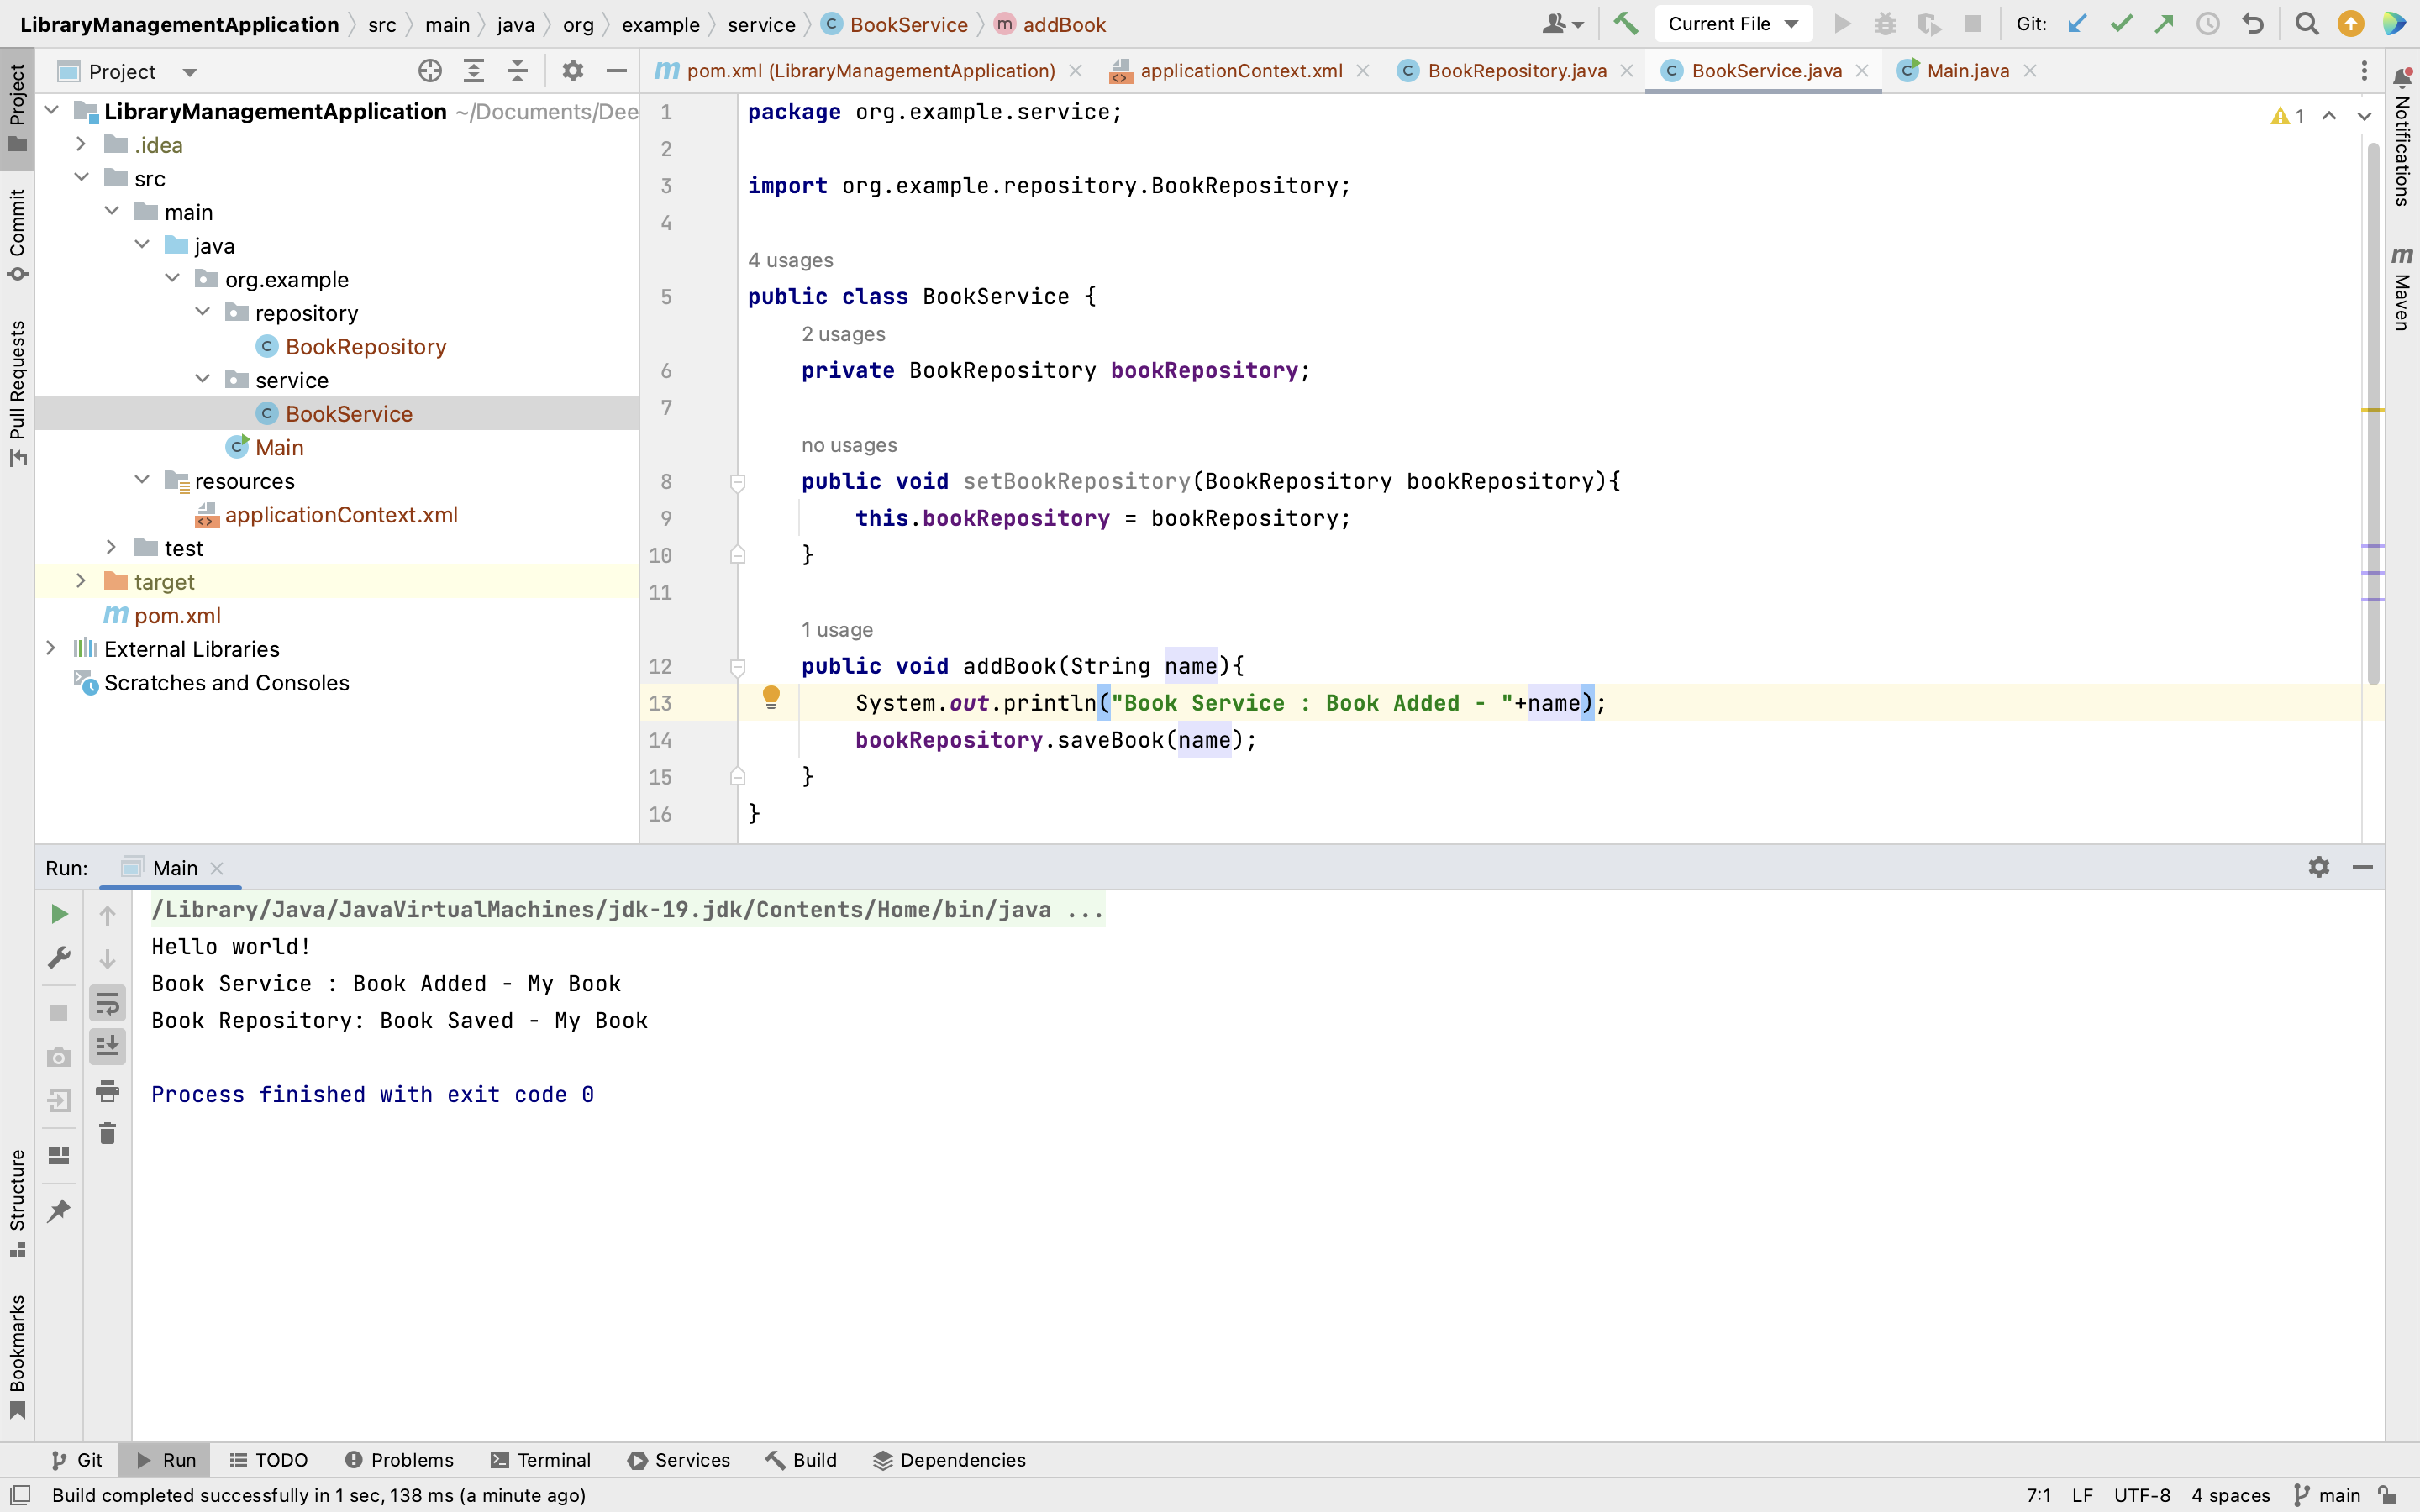 LibraryManagementApplication src main java org example service BookService addBook Current File Git:
Project
pom.xml (LibraryManagementApplication) applicationContext.xml BookRepository.java BookService.java Main.java
LibraryManagementApplication ~/Documents/Dee
.idea
src
main
java
org.example
repository
BookRepository
service
BookService
Main
resources
applicationContext.xml
test
target
pom.xml
External Libraries
Scratches and Consoles
1 package org.example.service;
2
3 import org.example.repository.BookRepository;
4
4 usages
5 public class BookService {
2 usages
6 private BookRepository bookRepository;
7
no usages
8 public void setBookRepository(BookRepository bookRepository){
9 this.bookRepository = bookRepository;
10 }
11
1 usage
12 public void addBook(String name){
13 System.out.println("Book Service : Book Added - "+name);
14 bookRepository.saveBook(name);
15 }
16 }
1
Project
Commit
Pull Requests
Structure
Bookmarks
Notifications
Maven
Run: Main
/Library/Java/JavaVirtualMachines/jdk-19.jdk/Contents/Home/bin/java ...
Hello world!
Book Service : Book Added - My Book
Book Repository: Book Saved - My Book
Process finished with exit code 0
Git Run TODO Problems Terminal Services Build Dependencies
Build completed successfully in 1 sec, 138 ms (a minute ago) 7:1 LF UTF-8 4 spaces main